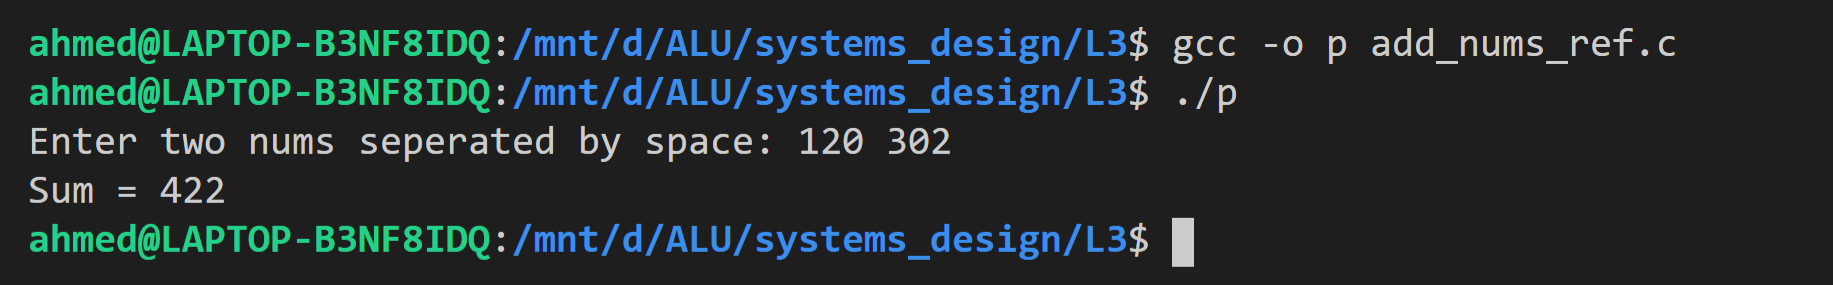 ahmed@LAPTOP-B3NF8IDQ:/mnt/d/ALU/systems_design/L3$ gcc -o p add_nums_ref.c
ahmed@LAPTOP-B3NF8IDQ:/mnt/d/ALU/systems_design/L3$ ./p
Enter two nums seperated by space: 120 302
Sum = 422
ahmed@LAPTOP-B3NF8IDQ:/mnt/d/ALU/systems_design/L3$